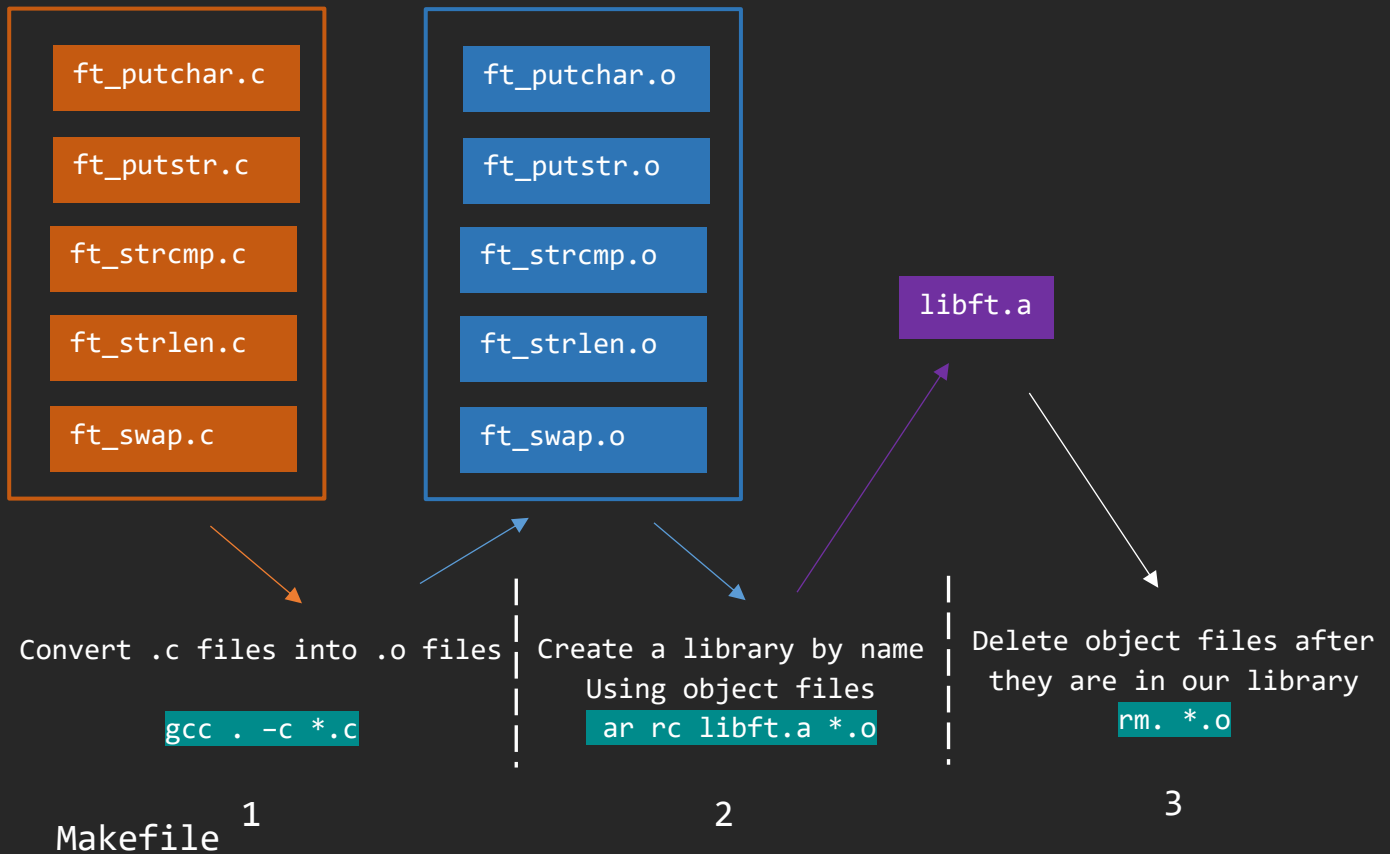 ft_putchar.c
ft_putstr.c
ft_strcmp.c
ft_strlen.c
ft_swap.c
ft_putchar.o
ft_putstr.o
ft_strcmp.o
ft_strlen.o
ft_swap.o
libft.a
Convert .c files into .o files
gcc . –c *.c
1
Create a library by name
Using object files
ar rc libft.a *.o
2
Delete object files after
they are in our library
rm. *.o
3
Makefile